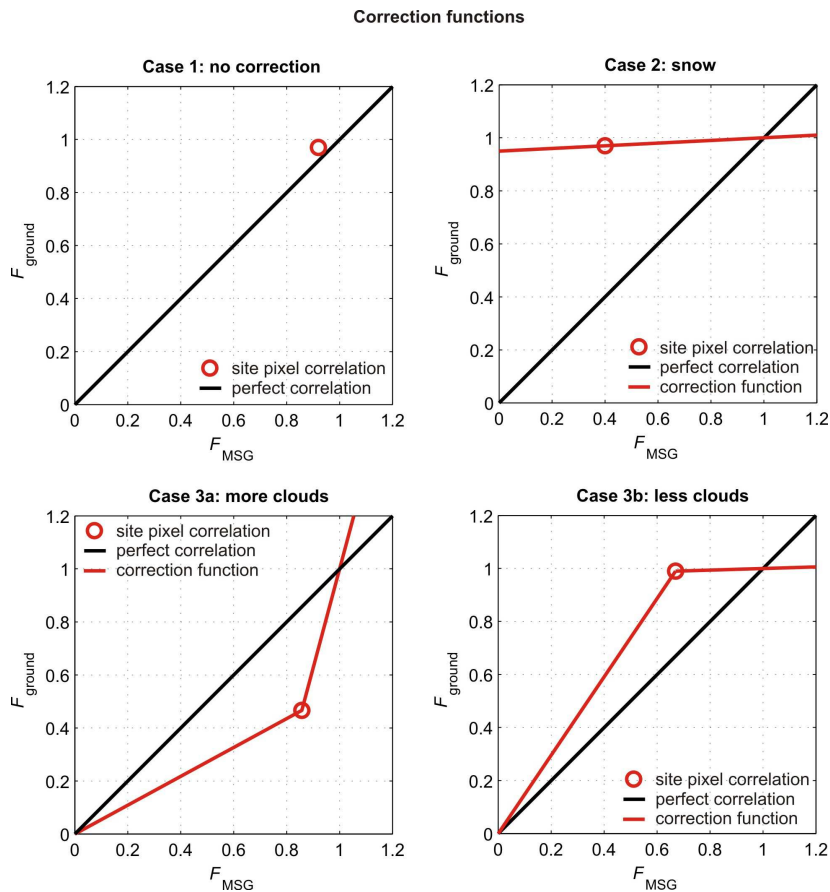 Correction functions
Case 1: no correction
1.2
1
0.8
0.6
0.4
0.2
0
F ground
0 0.2 0.4 0.6 0.8 1 1.2
F MSG
site pixel correlation
perfect correlation
Case 2: snow
1.2
1
0.8
0.6
0.4
0.2
0
F ground
0 0.2 0.4 0.6 0.8 1 1.2
F MSG
site pixel correlation
perfect correlation
correction function
Case 3a: more clouds
1.2
1
0.8
0.6
0.4
0.2
0
F ground
site pixel correlation
perfect correlation
correction function
0 0.2 0.4 0.6 0.8 1 1.2
F MSG
Case 3b: less clouds
1.2
1
0.8
0.6
0.4
0.2
0
F ground
site pixel correlation
perfect correlation
correction function
0 0.2 0.4 0.6 0.8 1 1.2
F MSG